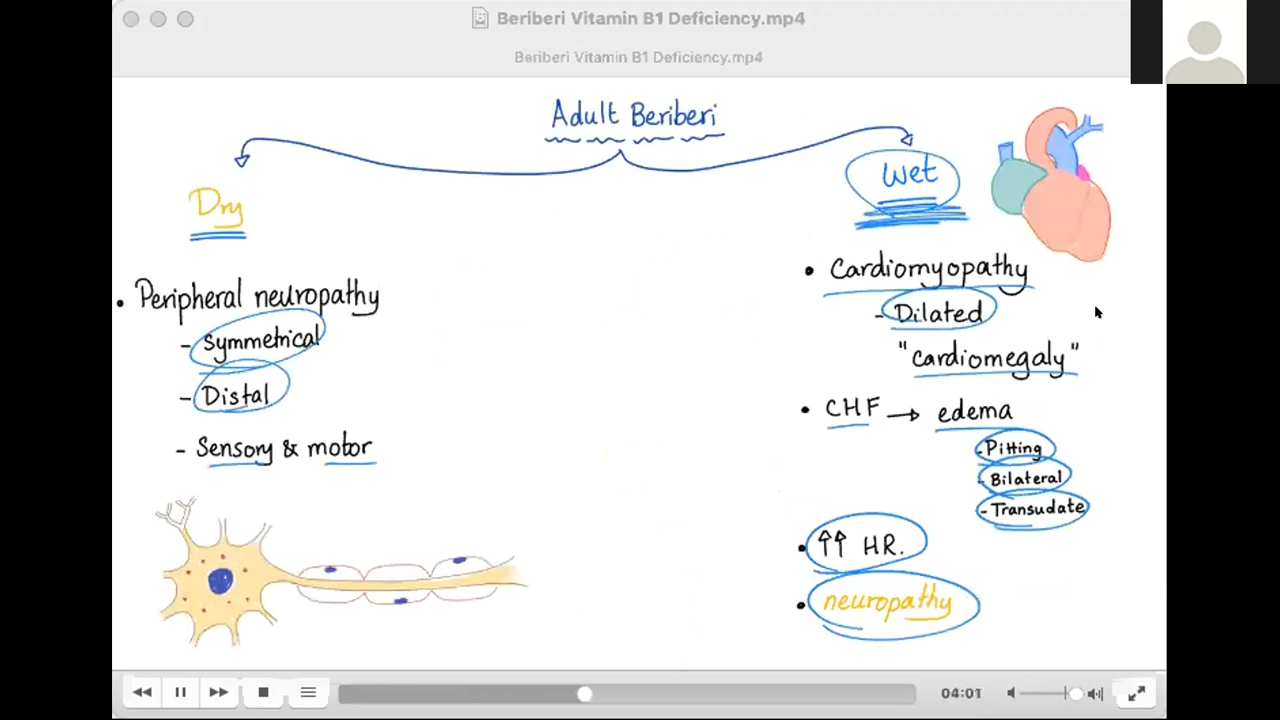 Beriberi Vitamin B1 Deficiency.mp4
Beriberi Vitamin B1 Deficiency.mp4
Adult Beriberi
Dry
• Peripheral neuropathy
- Symmetrical
- Distal
- Sensory & motor
Wet
• Cardiomyopathy
- Dilated
"cardiomegaly"
• CHF → edema
- Pitting
- Bilateral
- Transudate
• ↑↑ HR.
• neuropathy
04:01